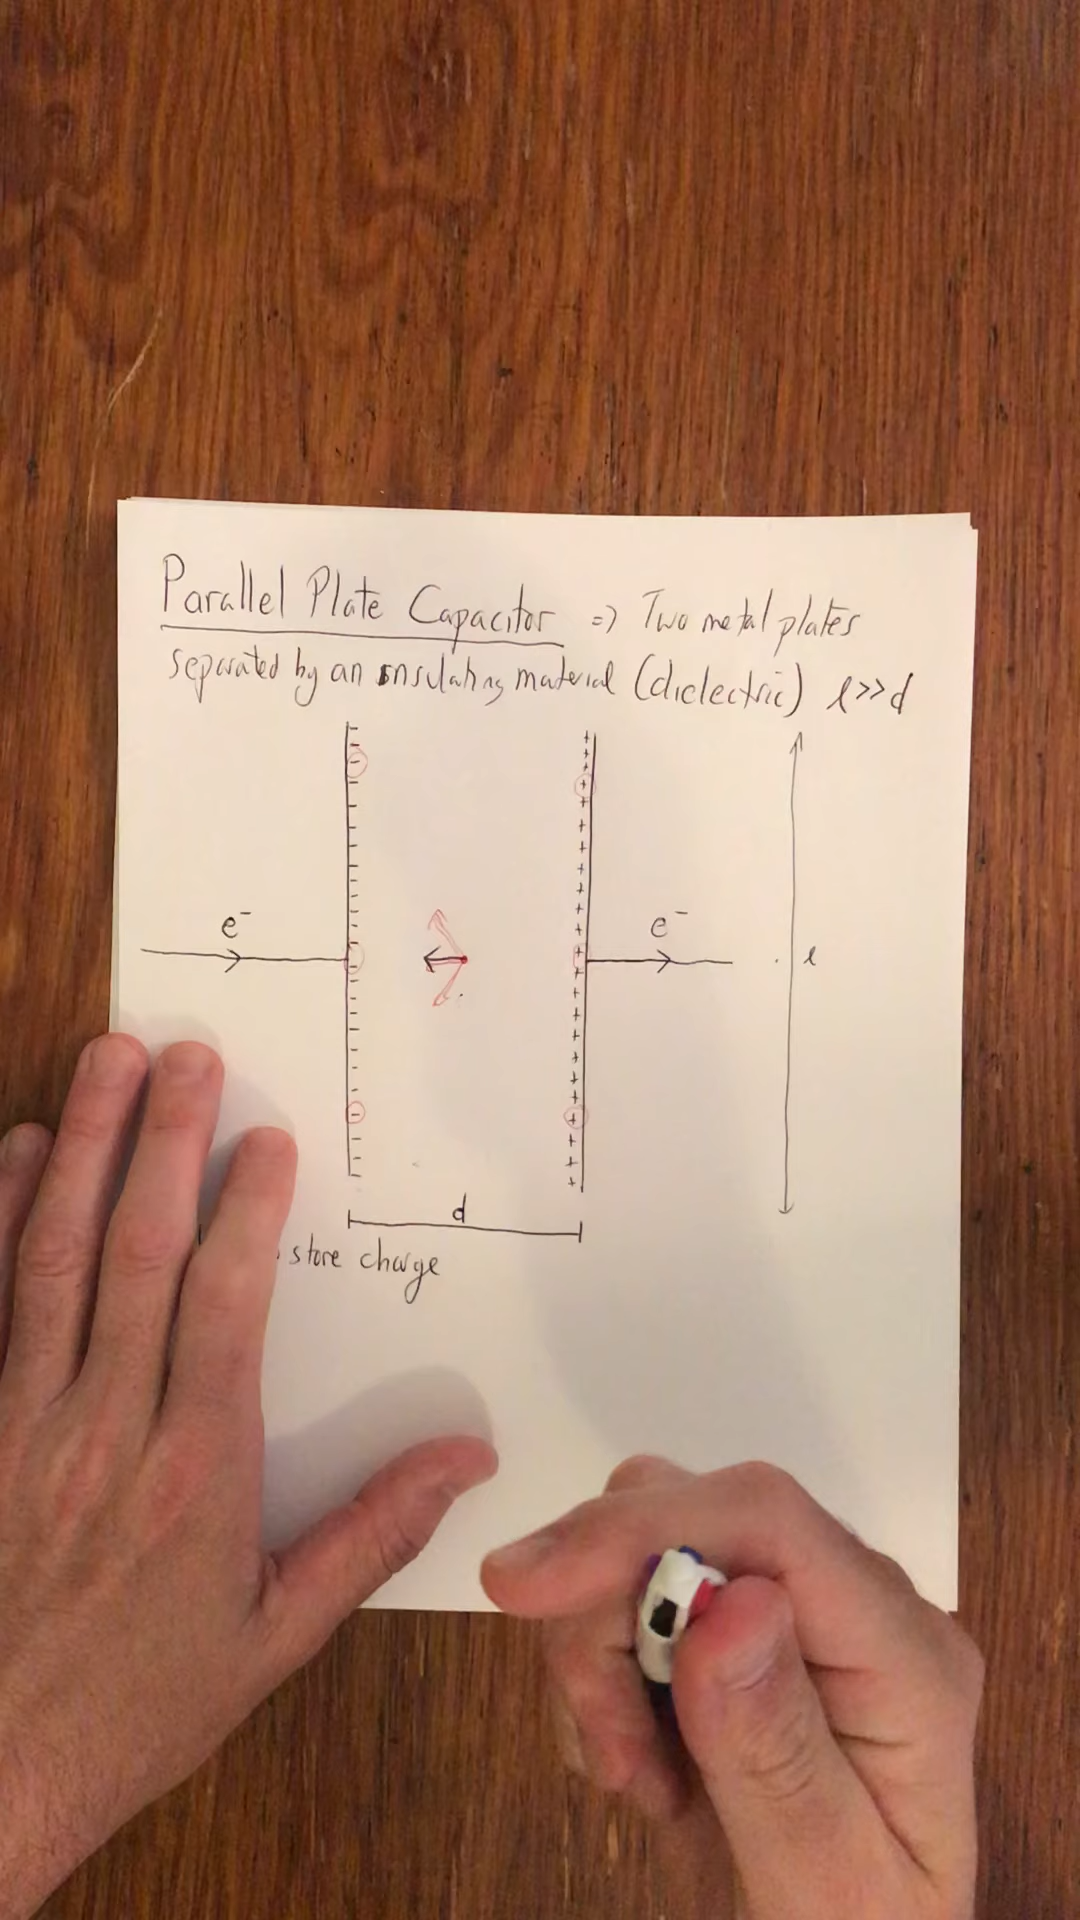 Parallel Plate Capacitor => Two metal plates
separated by an insulating material (dielectric) l>>d
e⁻
e⁻
l
d
store charge